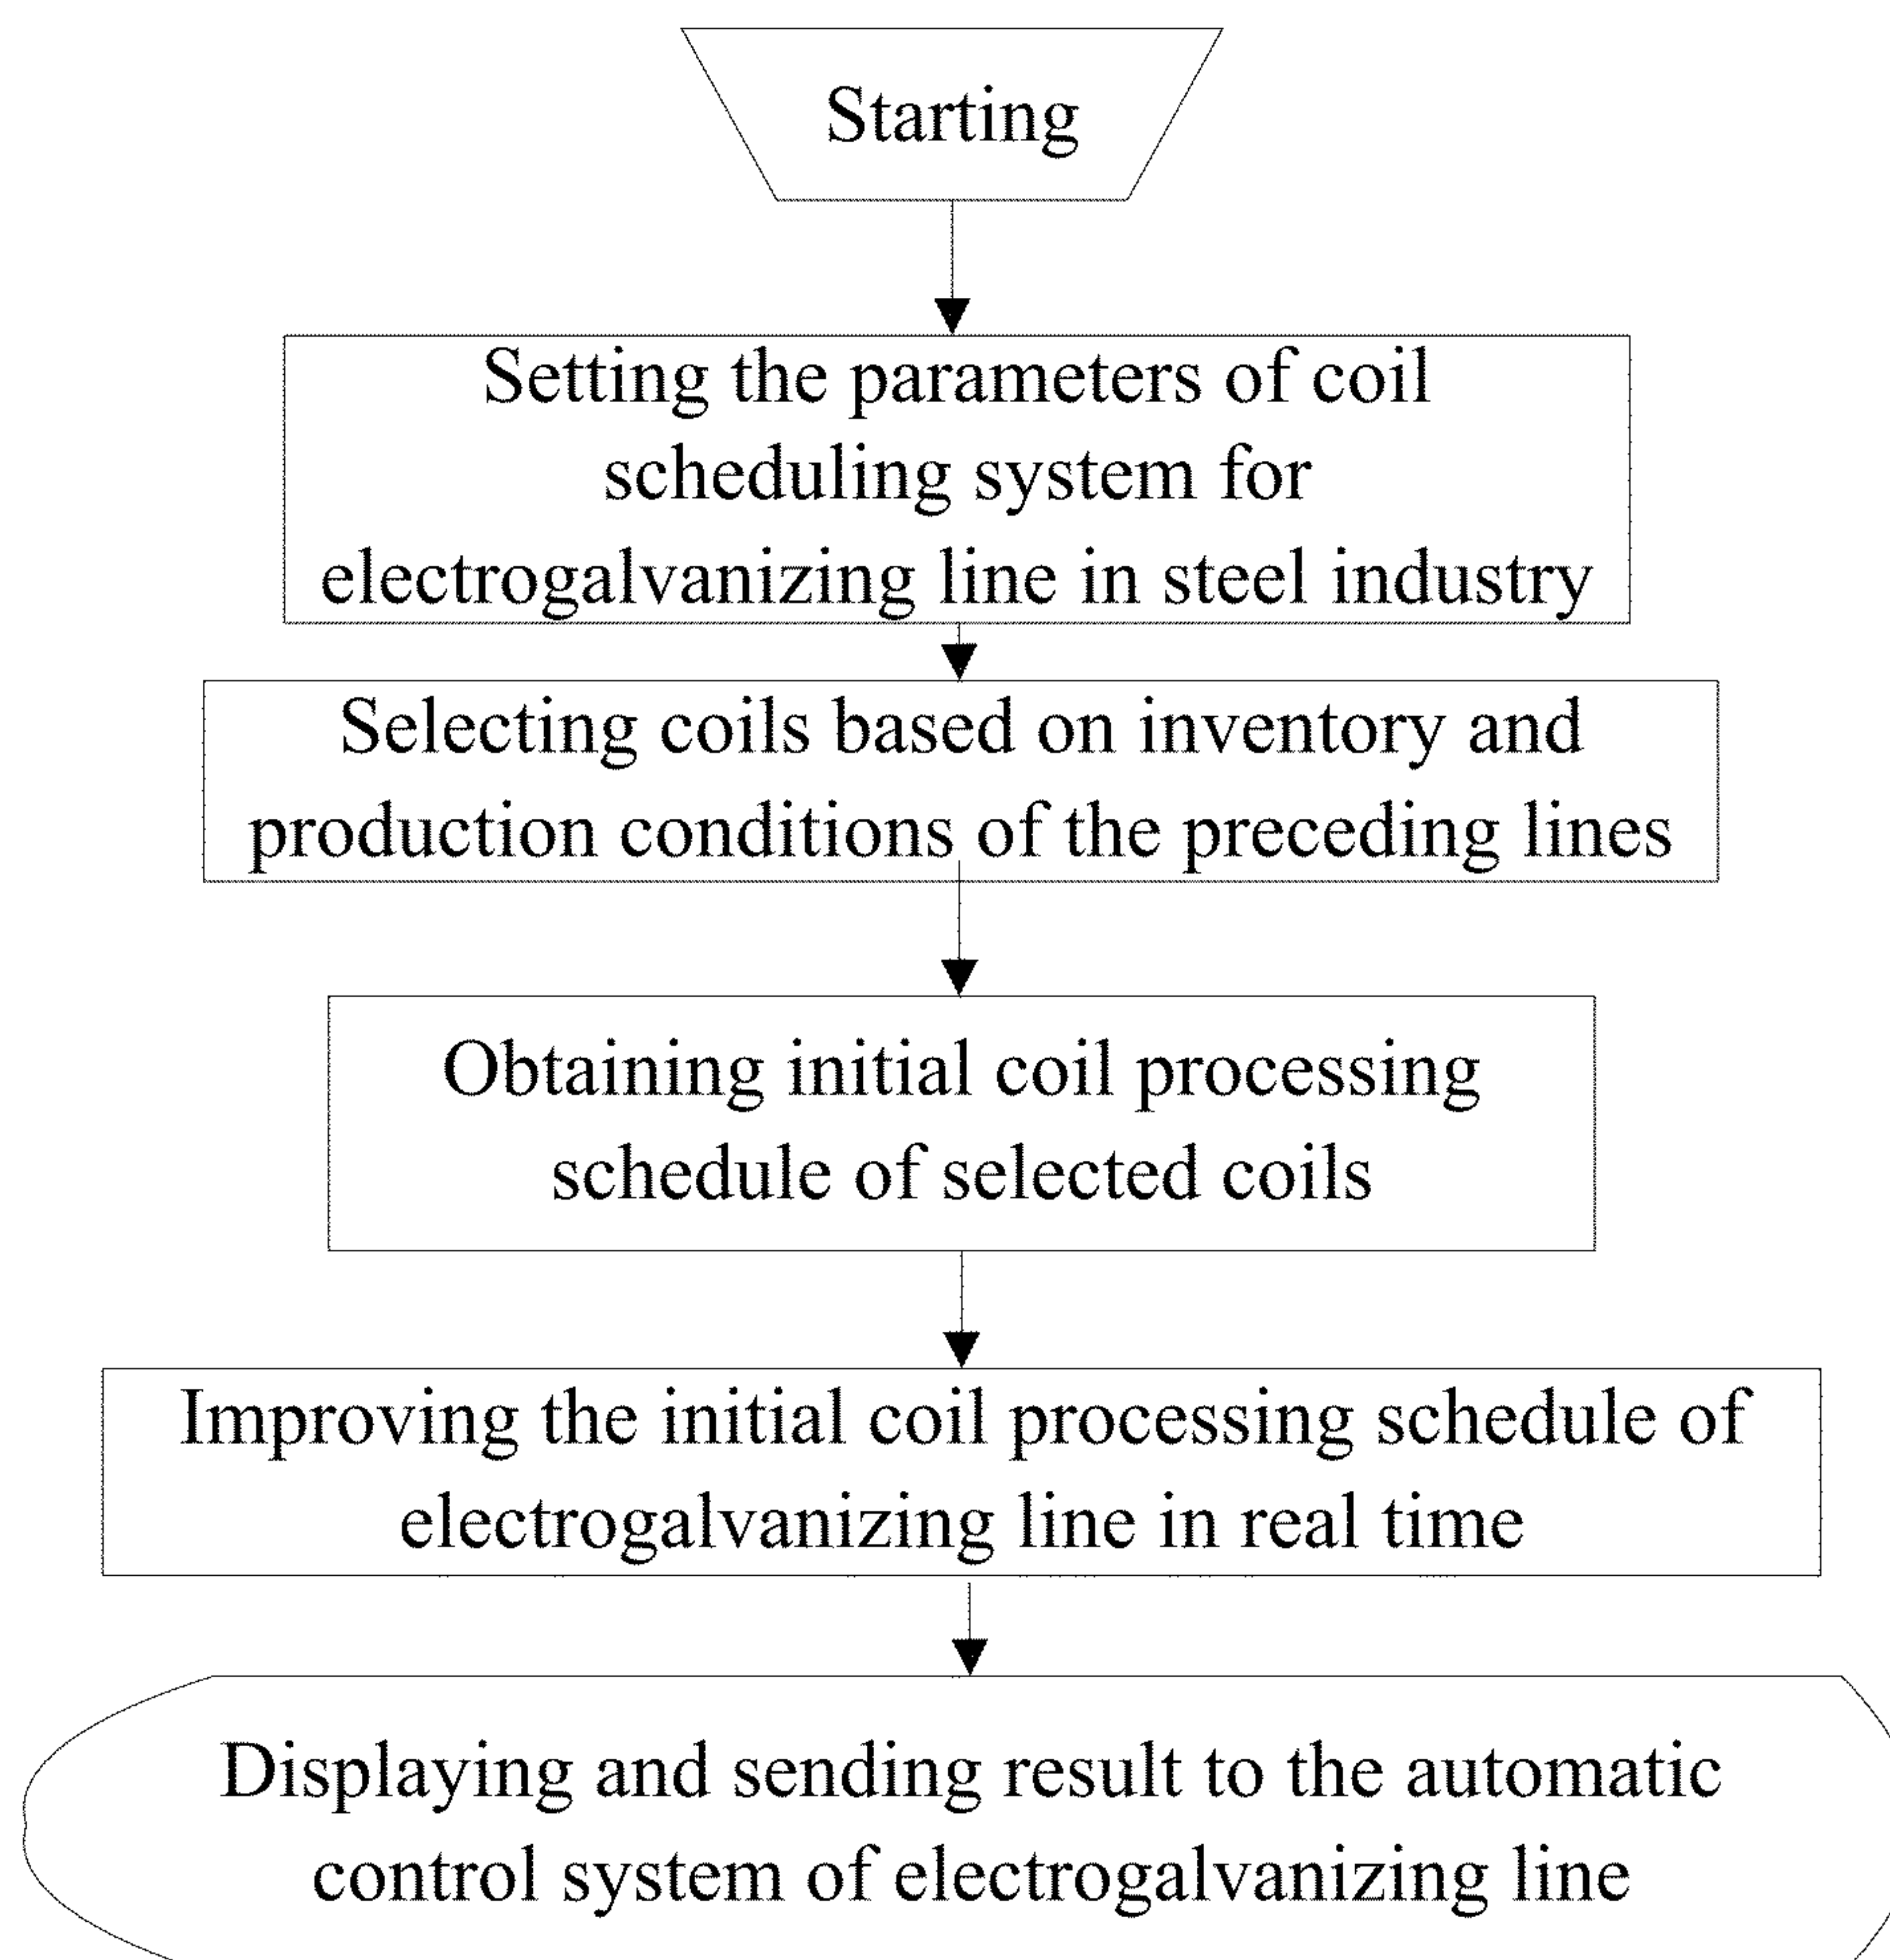 Starting
Setting the parameters of coil
scheduling system for
electrogalvanizing line in steel industry
Selecting coils based on inventory and
production conditions of the preceding lines
Obtaining initial coil processing
schedule of selected coils
Improving the initial coil processing schedule of
electrogalvanizing line in real time
Displaying and sending result to the automatic
control system of electrogalvanizing line